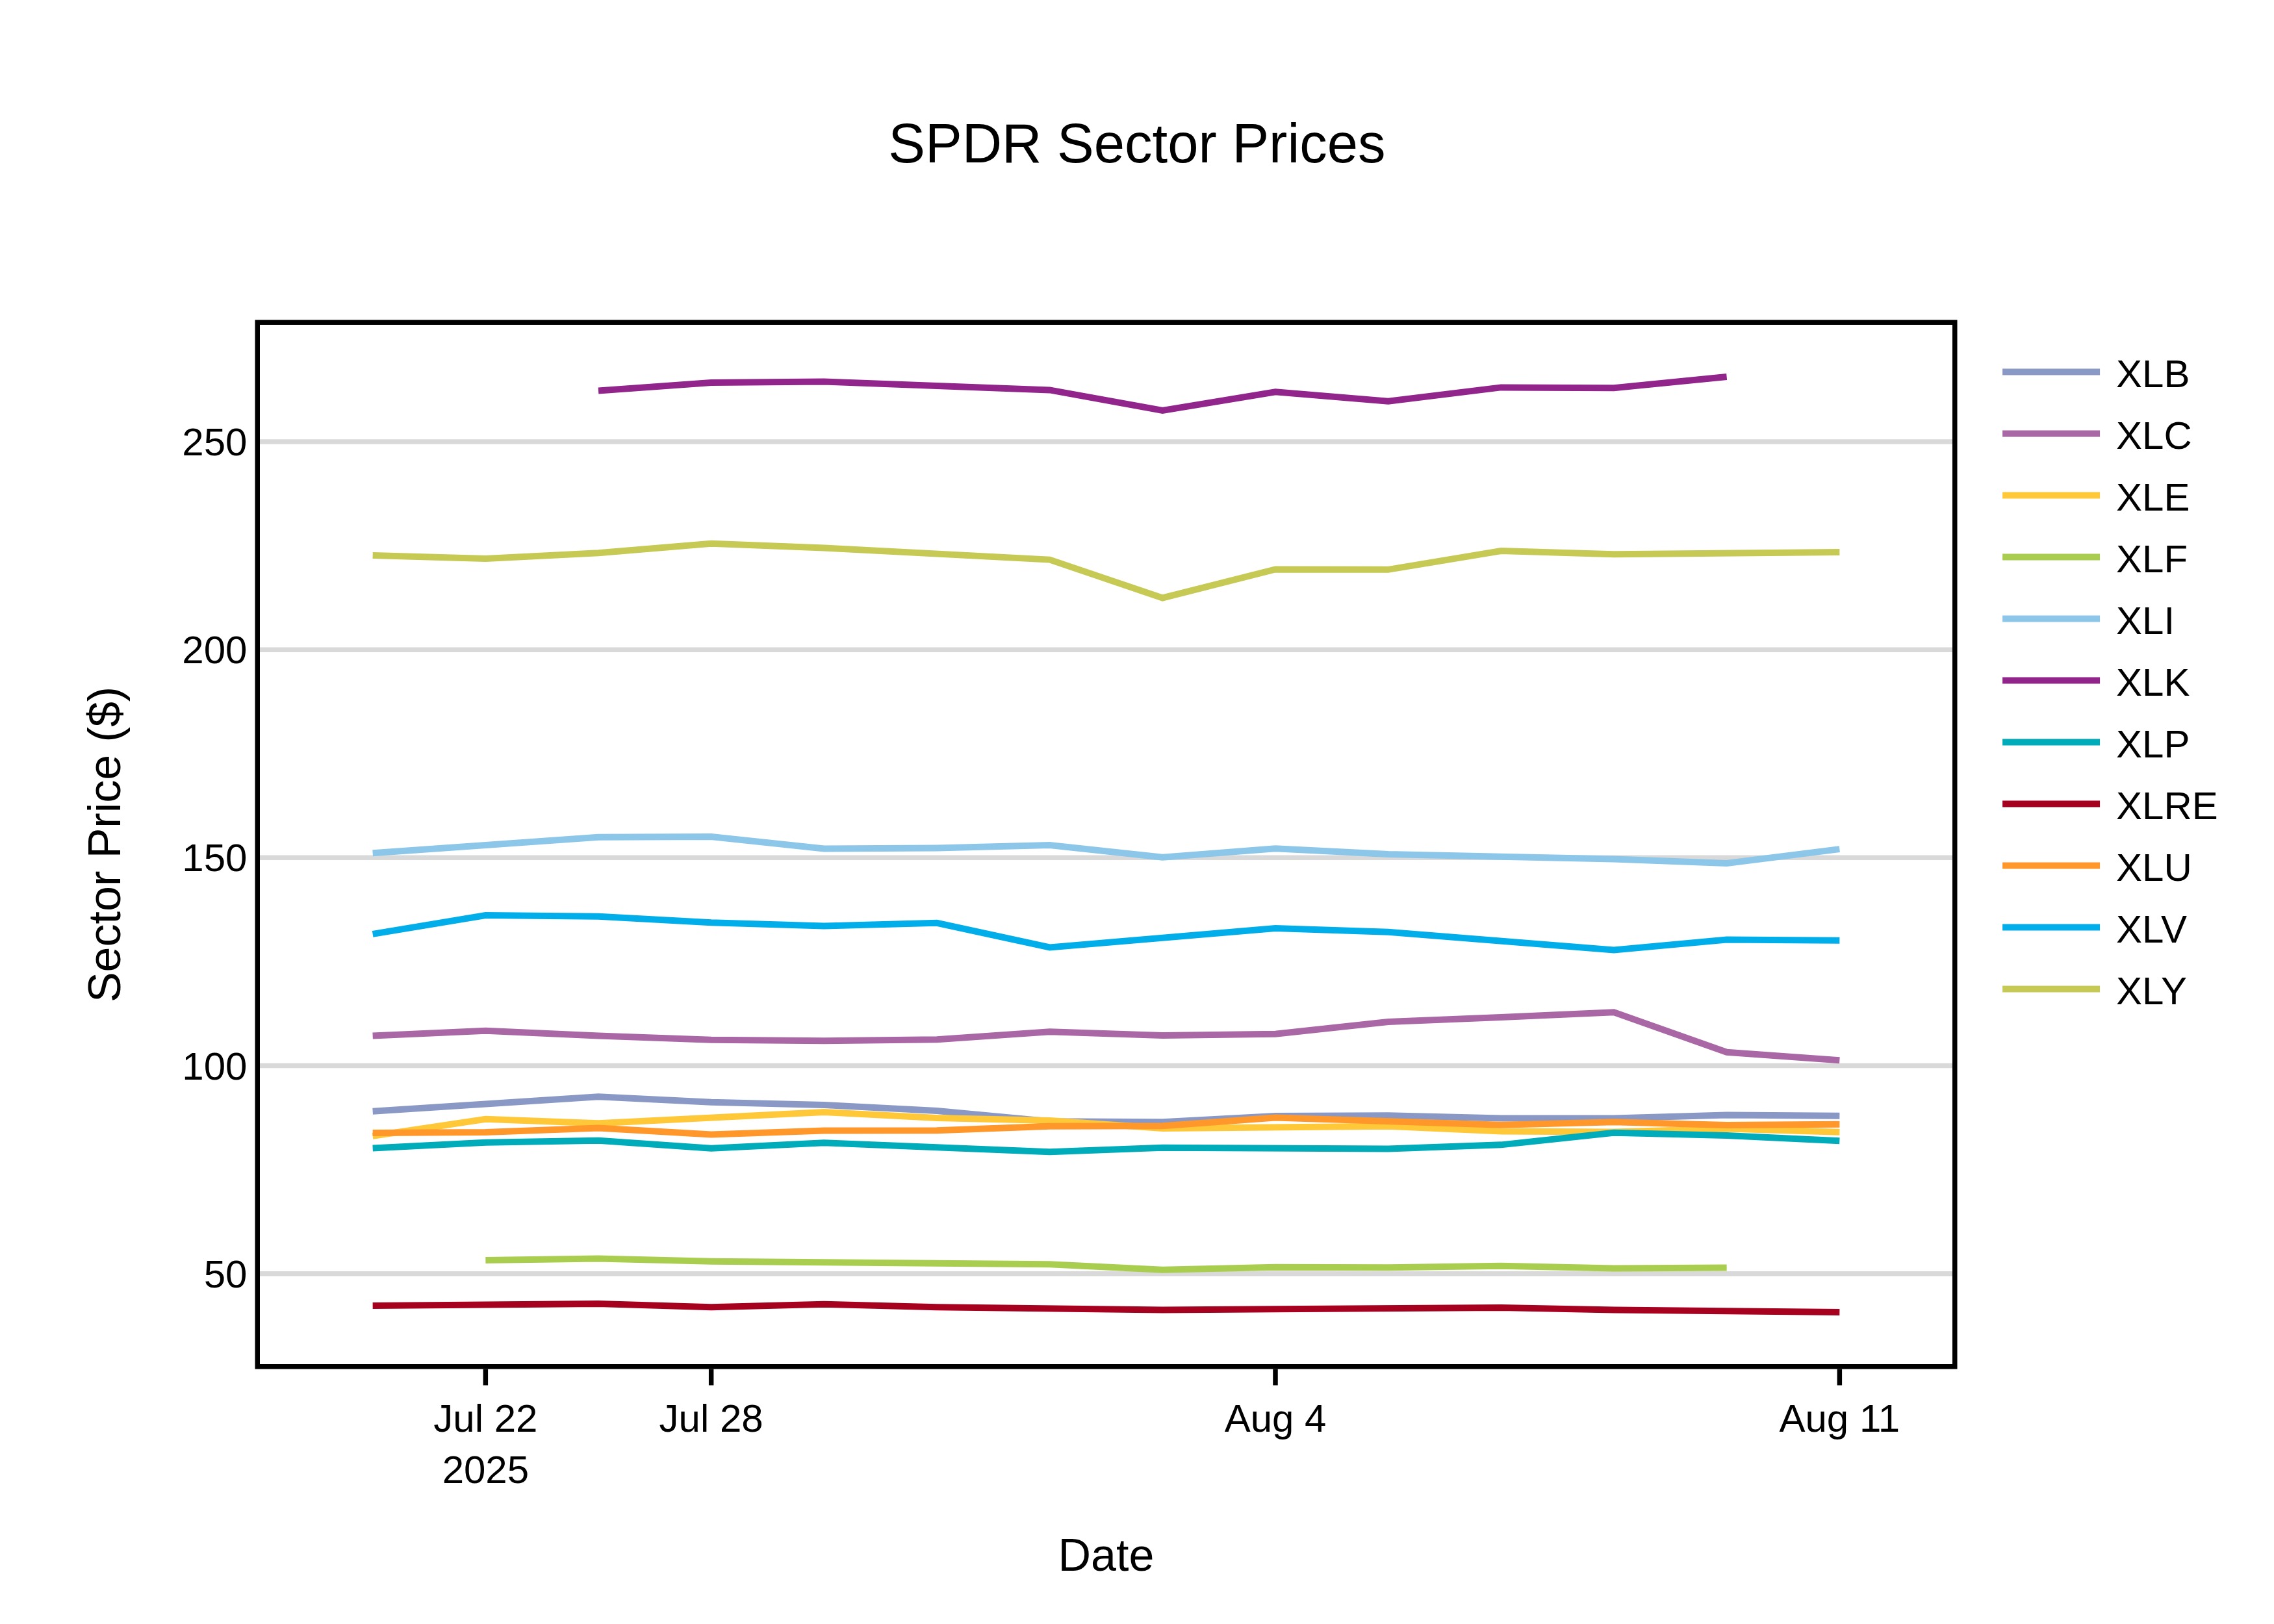 SPDR Sector Prices
Sector Price ($)
250
200
150
100
50
Jul 22
2025
Jul 28
Aug 4
Aug 11
Date
XLB
XLC
XLE
XLF
XLI
XLK
XLP
XLRE
XLU
XLV
XLY